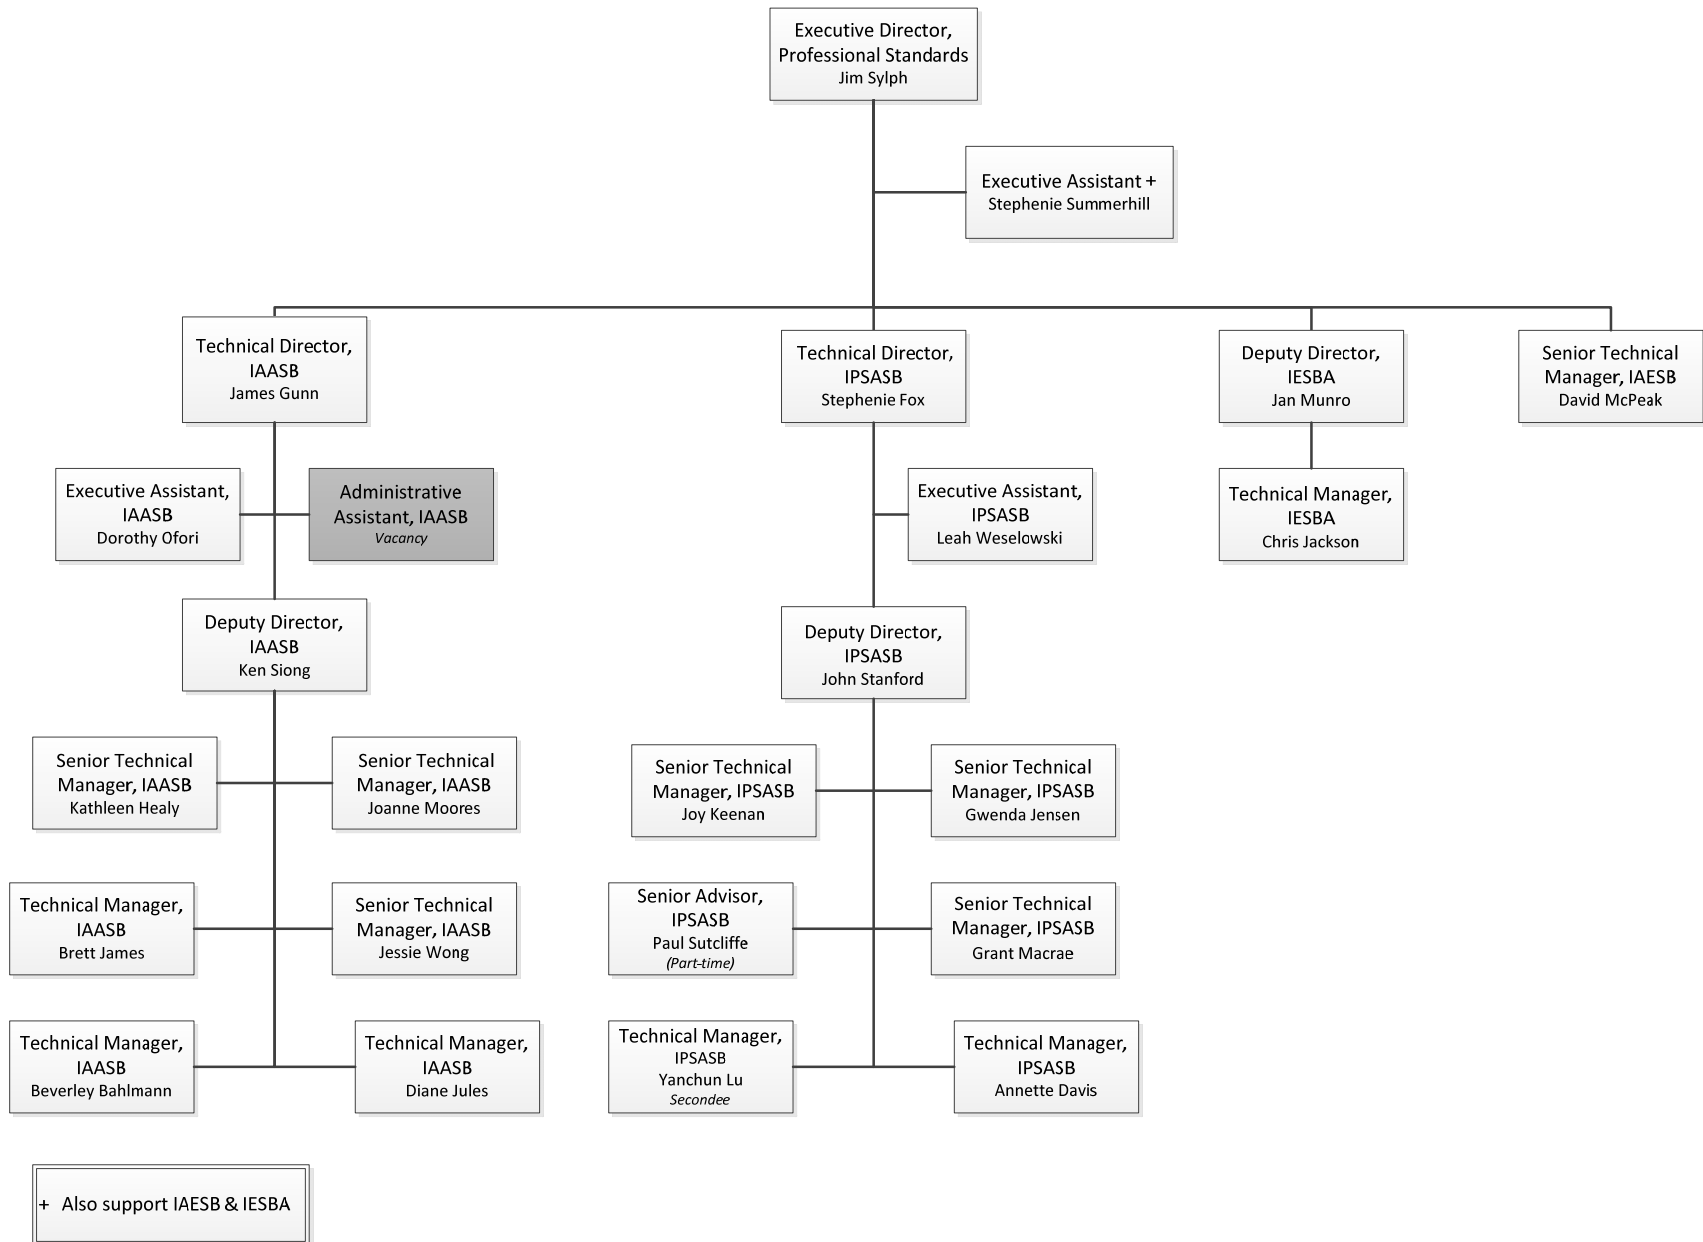 Executive Director,
Professional Standards
Jim Sylph
Executive Assistant +
Stephenie Summerhill
Technical Director,
IAASB
James Gunn
Technical Director,
IPSASB
Stephenie Fox
Deputy Director,
IESBA
Jan Munro
Senior Technical
Manager, IAESB
David McPeak
Executive Assistant,
IAASB
Dorothy Ofori
Administrative
Assistant, IAASB
Vacancy
Executive Assistant,
IPSASB
Leah Weselowski
Technical Manager,
IESBA
Chris Jackson
Deputy Director,
IAASB
Ken Siong
Deputy Director,
IPSASB
John Stanford
Senior Technical
Manager, IAASB
Kathleen Healy
Senior Technical
Manager, IAASB
Joanne Moores
Senior Technical
Manager, IPSASB
Joy Keenan
Senior Technical
Manager, IPSASB
Gwenda Jensen
Technical Manager,
IAASB
Brett James
Senior Technical
Manager, IAASB
Jessie Wong
Senior Advisor,
IPSASB
Paul Sutcliffe
(Part-time)
Senior Technical
Manager, IPSASB
Grant Macrae
Technical Manager,
IAASB
Beverley Bahlmann
Technical Manager,
IAASB
Diane Jules
Technical Manager,
IPSASB
Yanchun Lu
Secondee
Technical Manager,
IPSASB
Annette Davis
+ Also support IAESB & IESBA